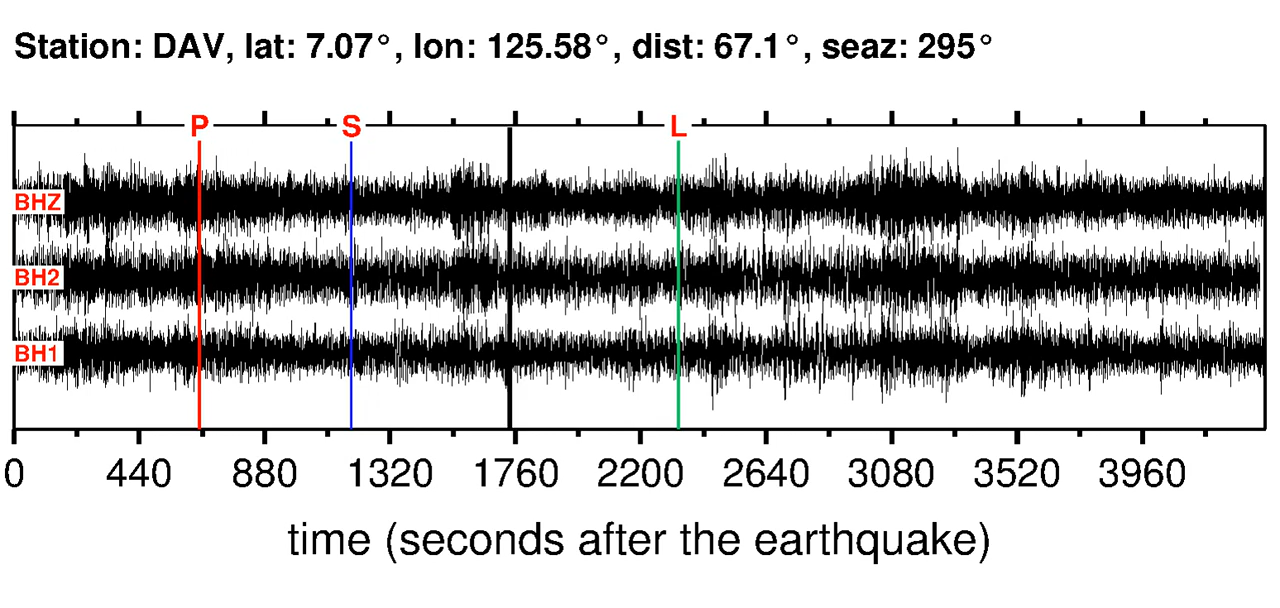 Station: DAV, lat: 7.07°, lon: 125.58°, dist: 67.1°, seaz: 295°
P S L
BHZ
BH2
BH1
0 440 880 1320 1760 2200 2640 3080 3520 3960
time (seconds after the earthquake)